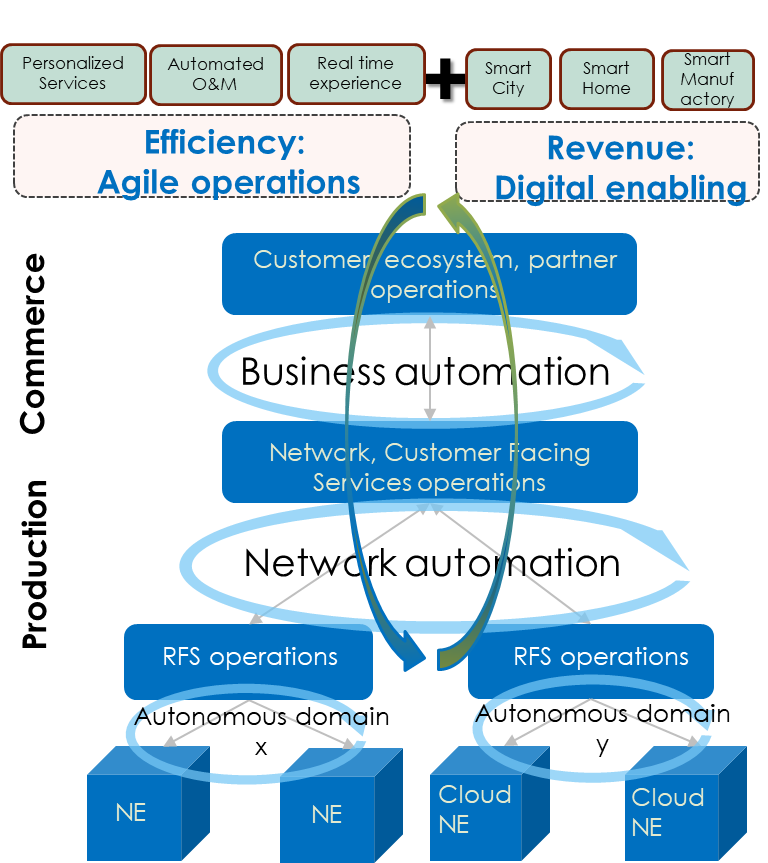 Personalized
Services
Automated
O&M
Real time
experience
Smart
City
Smart
Home
Smart
Manuf
actory
Efficiency:
Agile operations
Revenue:
Digital enabling
Commerce
Customer, ecosystem, partner
operations
Business automation
Network, Customer Facing
Services operations
Production
Network automation
RFS operations
RFS operations
Autonomous domain
x
Autonomous domain
y
NE
NE
Cloud
NE
Cloud
NE